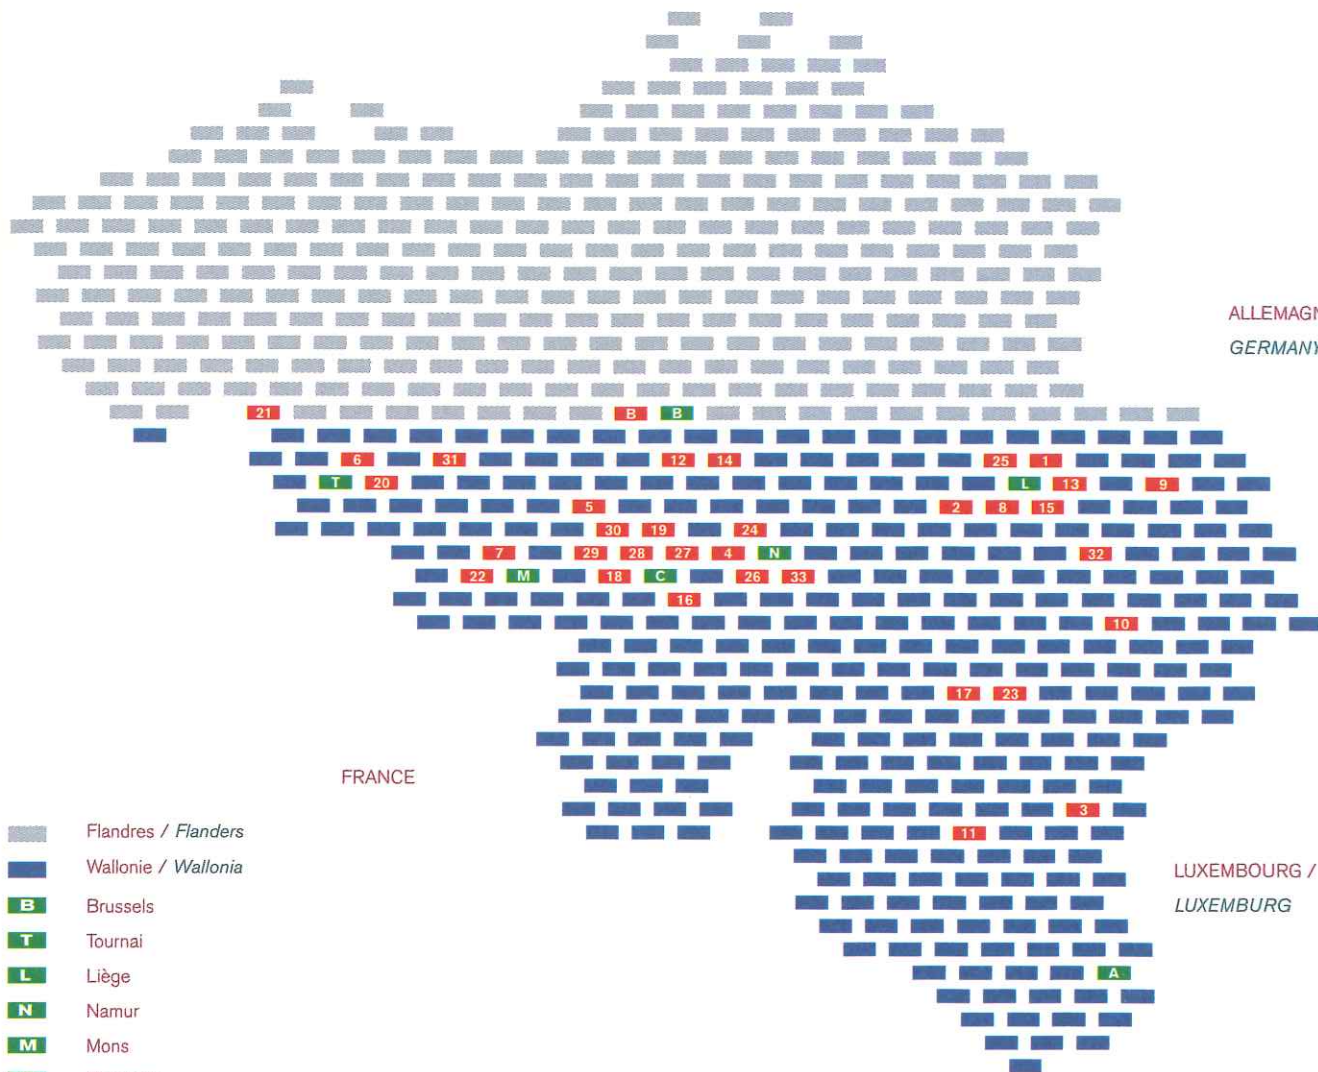 ALLEMAGN
GERMANY
21 B B
6 31 12 14 25 1
T 20 L 13 9
5 2 8 15
30 19 24
7 29 28 27 4 N 32
22 M 18 C 26 33
16
10
17 23
FRANCE
3
11
Flandres / Flanders
Wallonie / Wallonia
LUXEMBOURG /
LUXEMBURG
B Brussels
T Tournai
L Liège
A
N Namur
M Mons